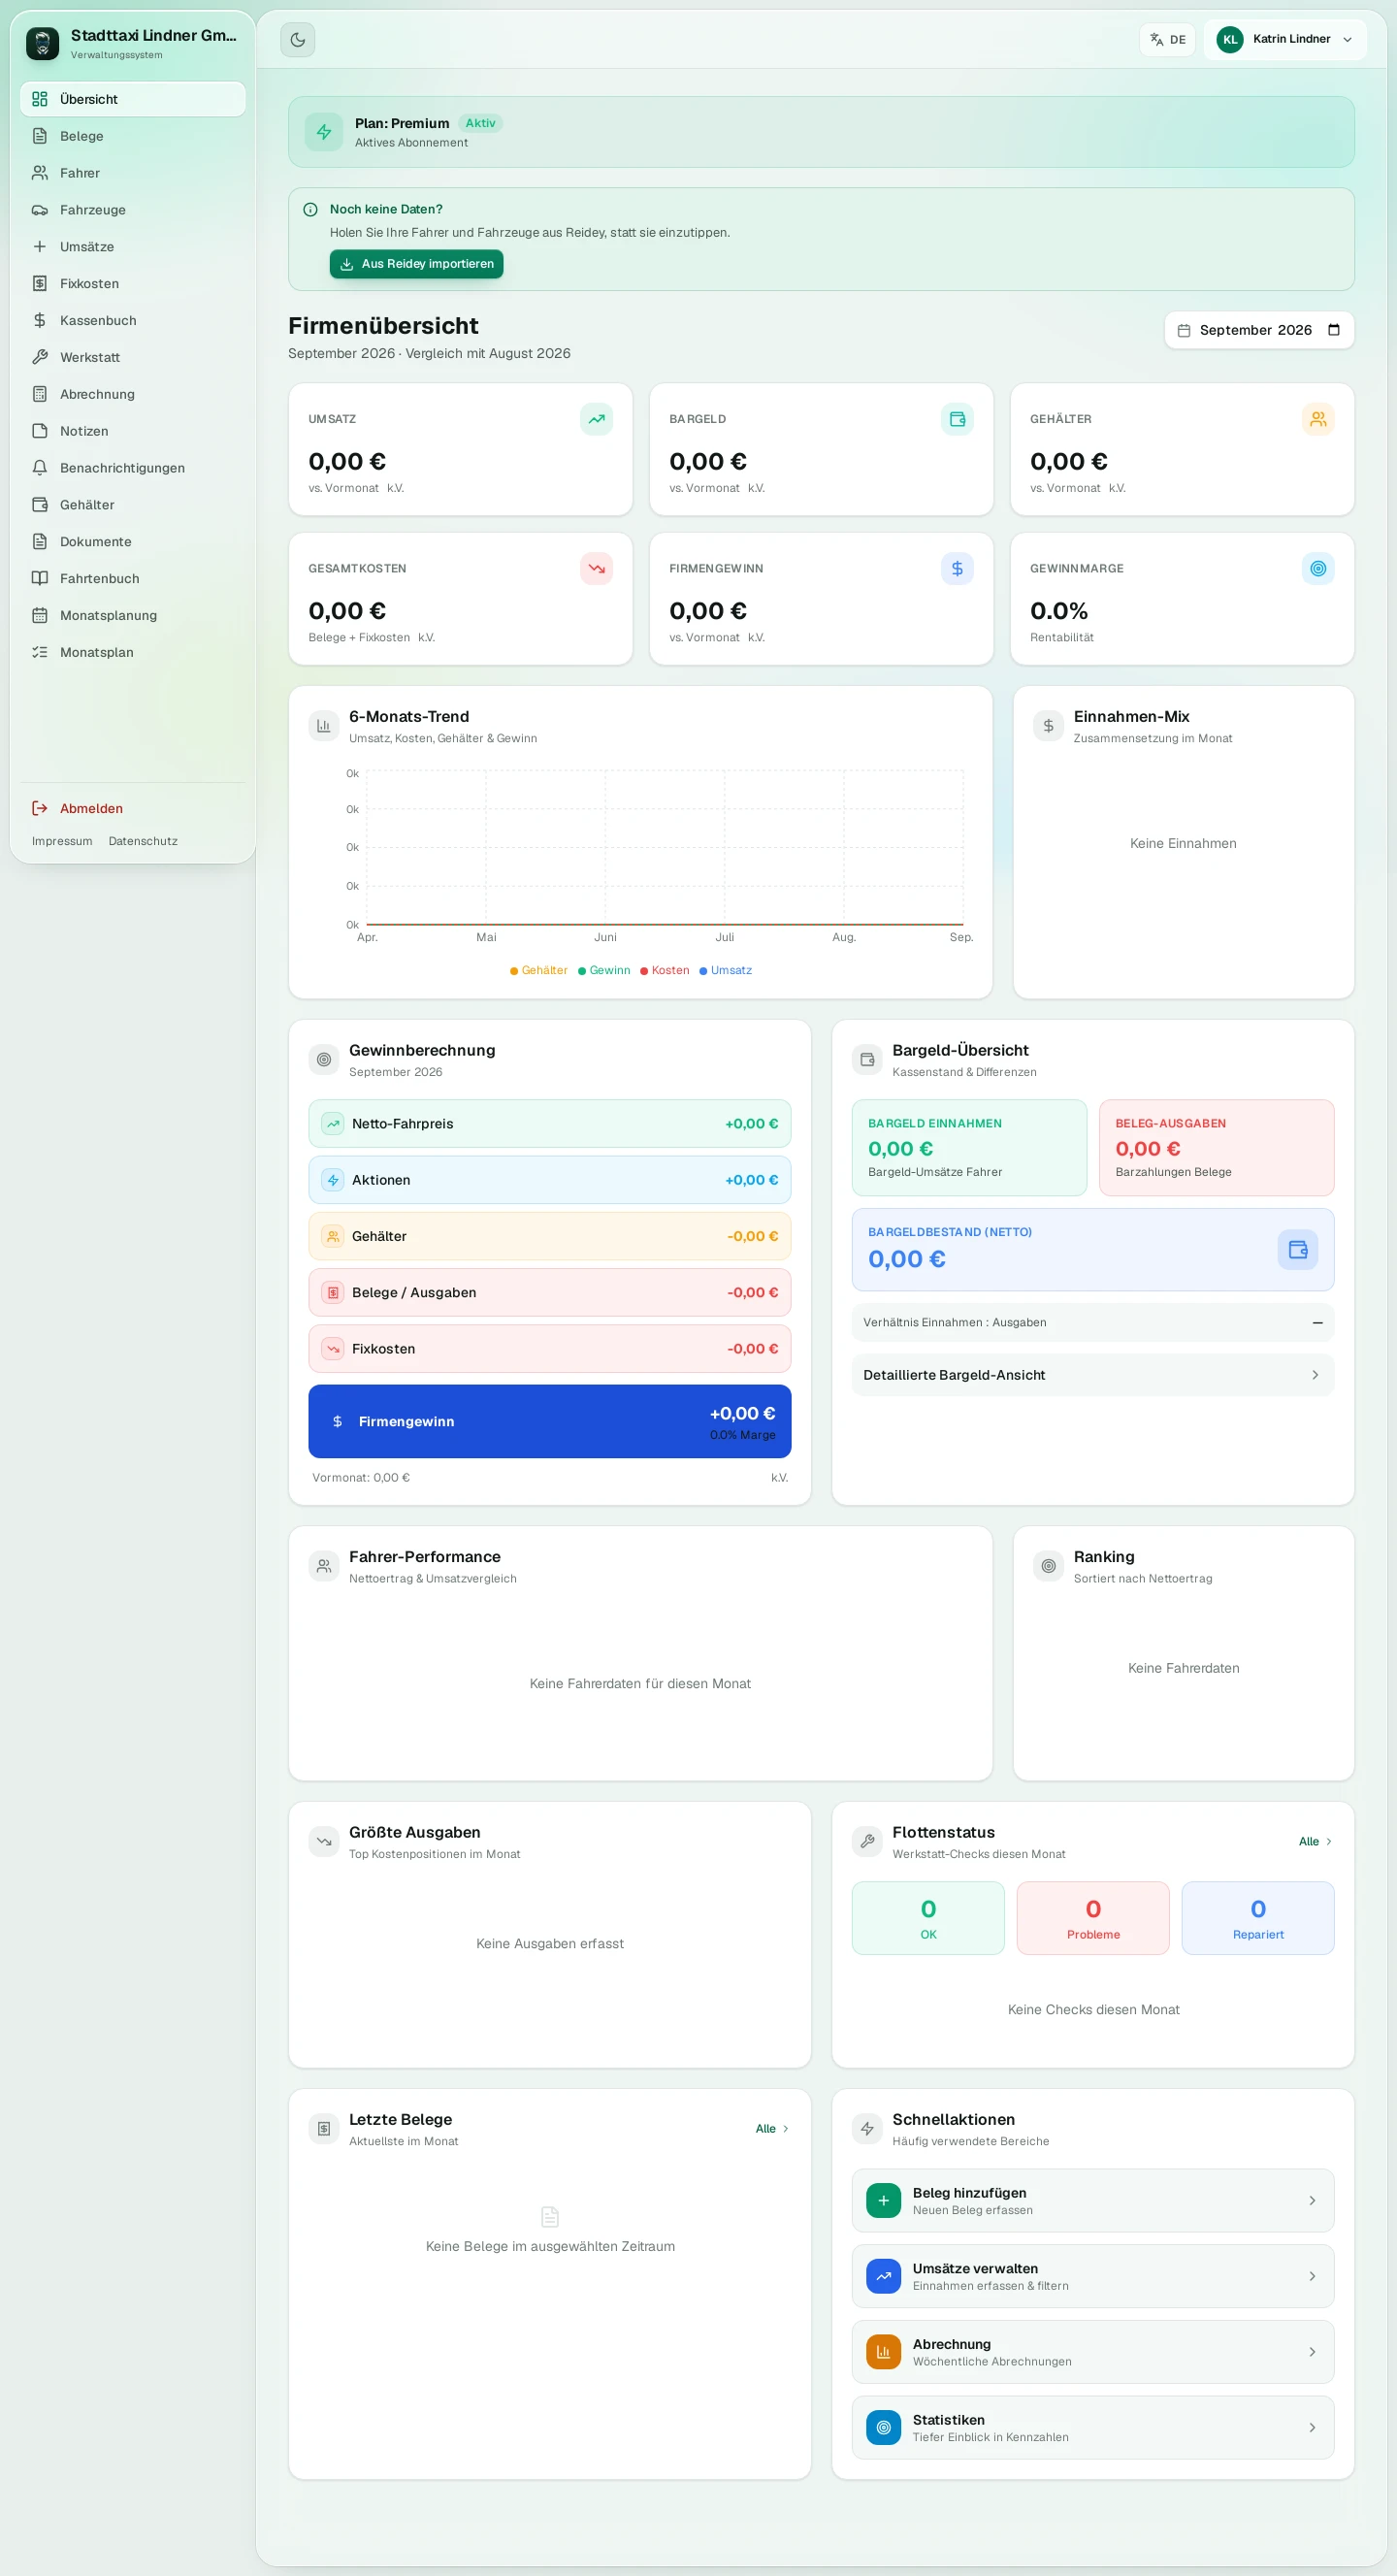 Stadttaxi Lindner Gm...
Verwaltungssystem
Übersicht
Belege
Fahrer
Fahrzeuge
Umsätze
Fixkosten
Kassenbuch
Werkstatt
Abrechnung
Notizen
Benachrichtigungen
Gehälter
Dokumente
Fahrtenbuch
Monatsplanung
Monatsplan
Abmelden
Impressum Datenschutz
DE
KL Katrin Lindner
Plan: Premium Aktiv
Aktives Abonnement
Noch keine Daten?
Holen Sie Ihre Fahrer und Fahrzeuge aus Reidey, statt sie einzutippen.
Aus Reidey importieren
Firmenübersicht
September 2026 · Vergleich mit August 2026
September 2026
UMSATZ
0,00 €
vs. Vormonat k.V.
BARGELD
0,00 €
vs. Vormonat k.V.
GEHÄLTER
0,00 €
vs. Vormonat k.V.
GESAMTKOSTEN
0,00 €
Belege + Fixkosten k.V.
FIRMENGEWINN
0,00 €
vs. Vormonat k.V.
GEWINNMARGE
0.0%
Rentabilität
6-Monats-Trend
Umsatz, Kosten, Gehälter & Gewinn
0k
0k
0k
0k
0k
Apr. Mai Juni Juli Aug. Sep.
Gehälter Gewinn Kosten Umsatz
Einnahmen-Mix
Zusammensetzung im Monat
Keine Einnahmen
Gewinnberechnung
September 2026
Netto-Fahrpreis +0,00 €
Aktionen +0,00 €
Gehälter -0,00 €
Belege / Ausgaben -0,00 €
Fixkosten -0,00 €
Firmengewinn +0,00 €
0.0% Marge
Vormonat: 0,00 € k.V.
Bargeld-Übersicht
Kassenstand & Differenzen
BARGELD EINNAHMEN
0,00 €
Bargeld-Umsätze Fahrer
BELEG-AUSGABEN
0,00 €
Barzahlungen Belege
BARGELDBESTAND (NETTO)
0,00 €
Verhältnis Einnahmen : Ausgaben —
Detaillierte Bargeld-Ansicht
Fahrer-Performance
Nettoertrag & Umsatzvergleich
Keine Fahrerdaten für diesen Monat
Ranking
Sortiert nach Nettoertrag
Keine Fahrerdaten
Größte Ausgaben
Top Kostenpositionen im Monat
Keine Ausgaben erfasst
Flottenstatus
Werkstatt-Checks diesen Monat
Alle
0
OK
0
Probleme
0
Repariert
Keine Checks diesen Monat
Letzte Belege
Aktuellste im Monat
Alle
Keine Belege im ausgewählten Zeitraum
Schnellaktionen
Häufig verwendete Bereiche
Beleg hinzufügen
Neuen Beleg erfassen
Umsätze verwalten
Einnahmen erfassen & filtern
Abrechnung
Wöchentliche Abrechnungen
Statistiken
Tiefer Einblick in Kennzahlen